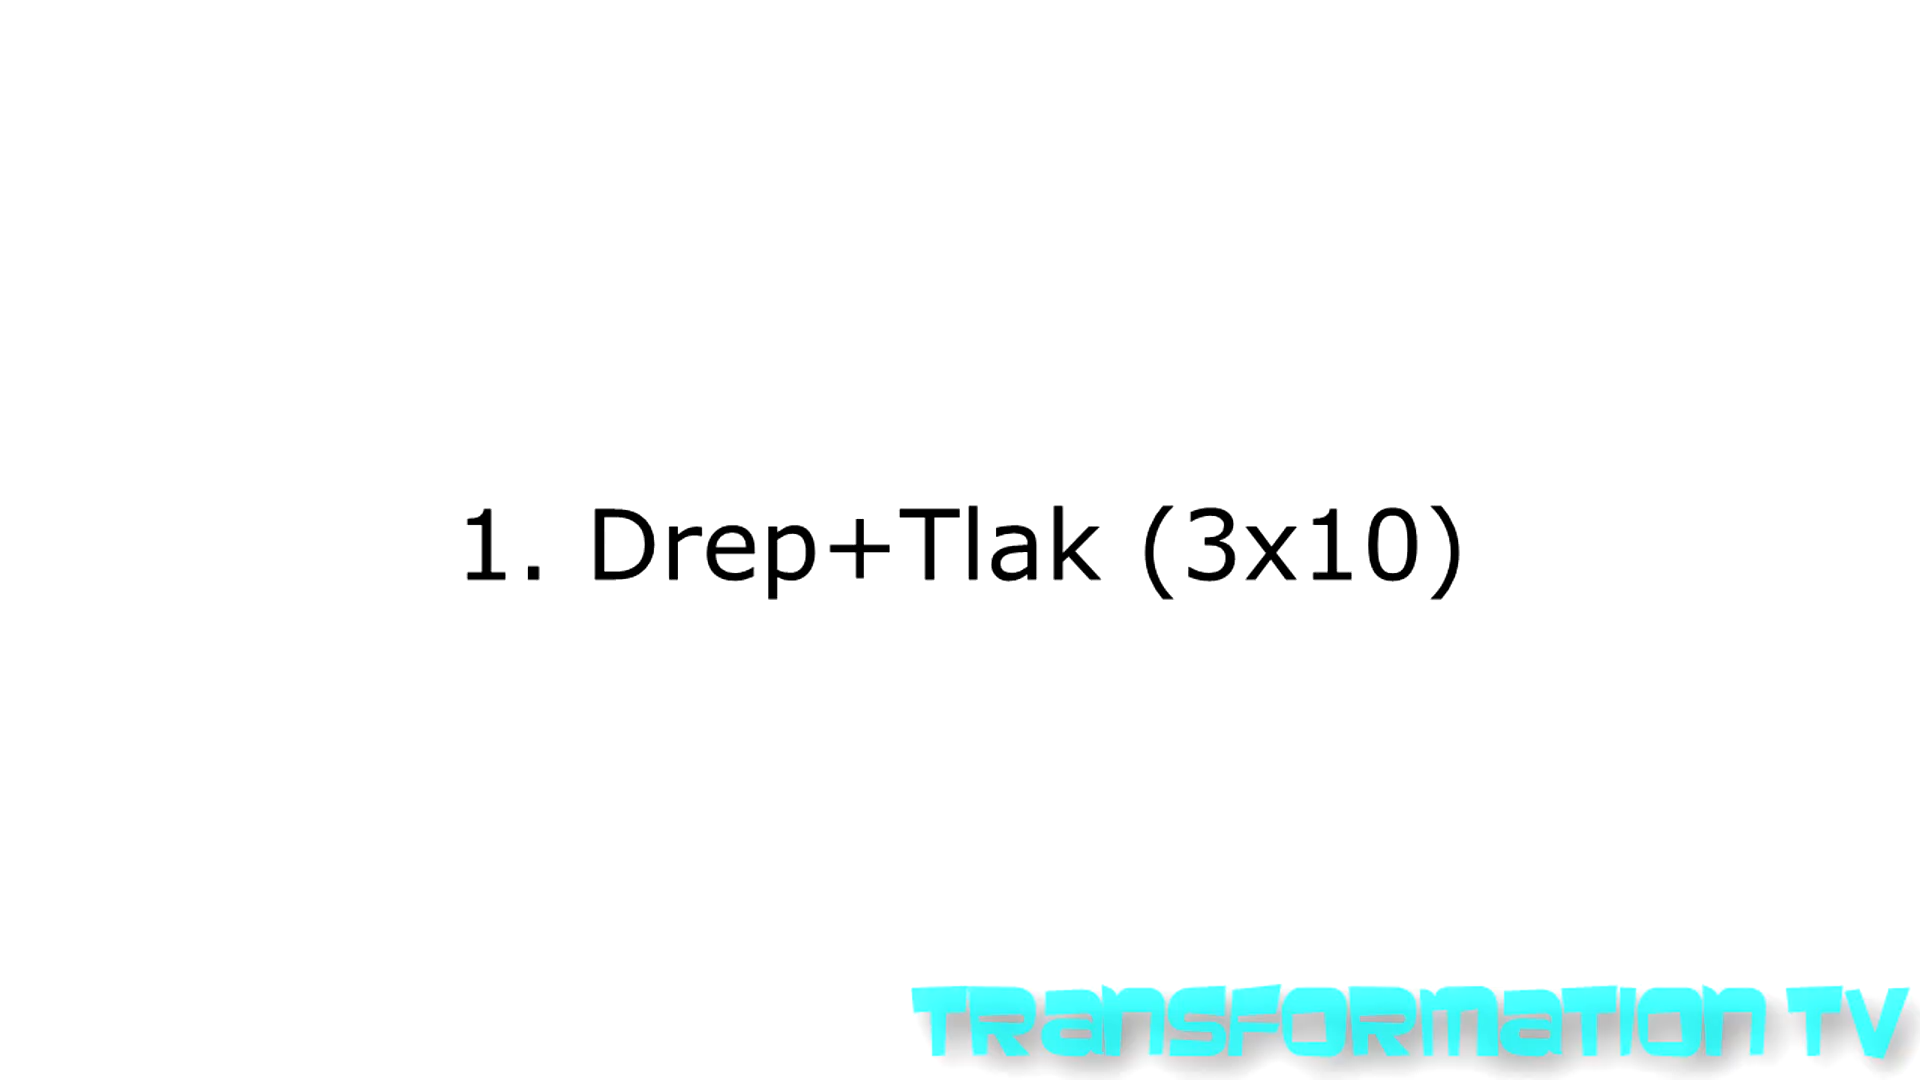 1. Drep+Tlak (3x10)
TRANSFORMATION TV